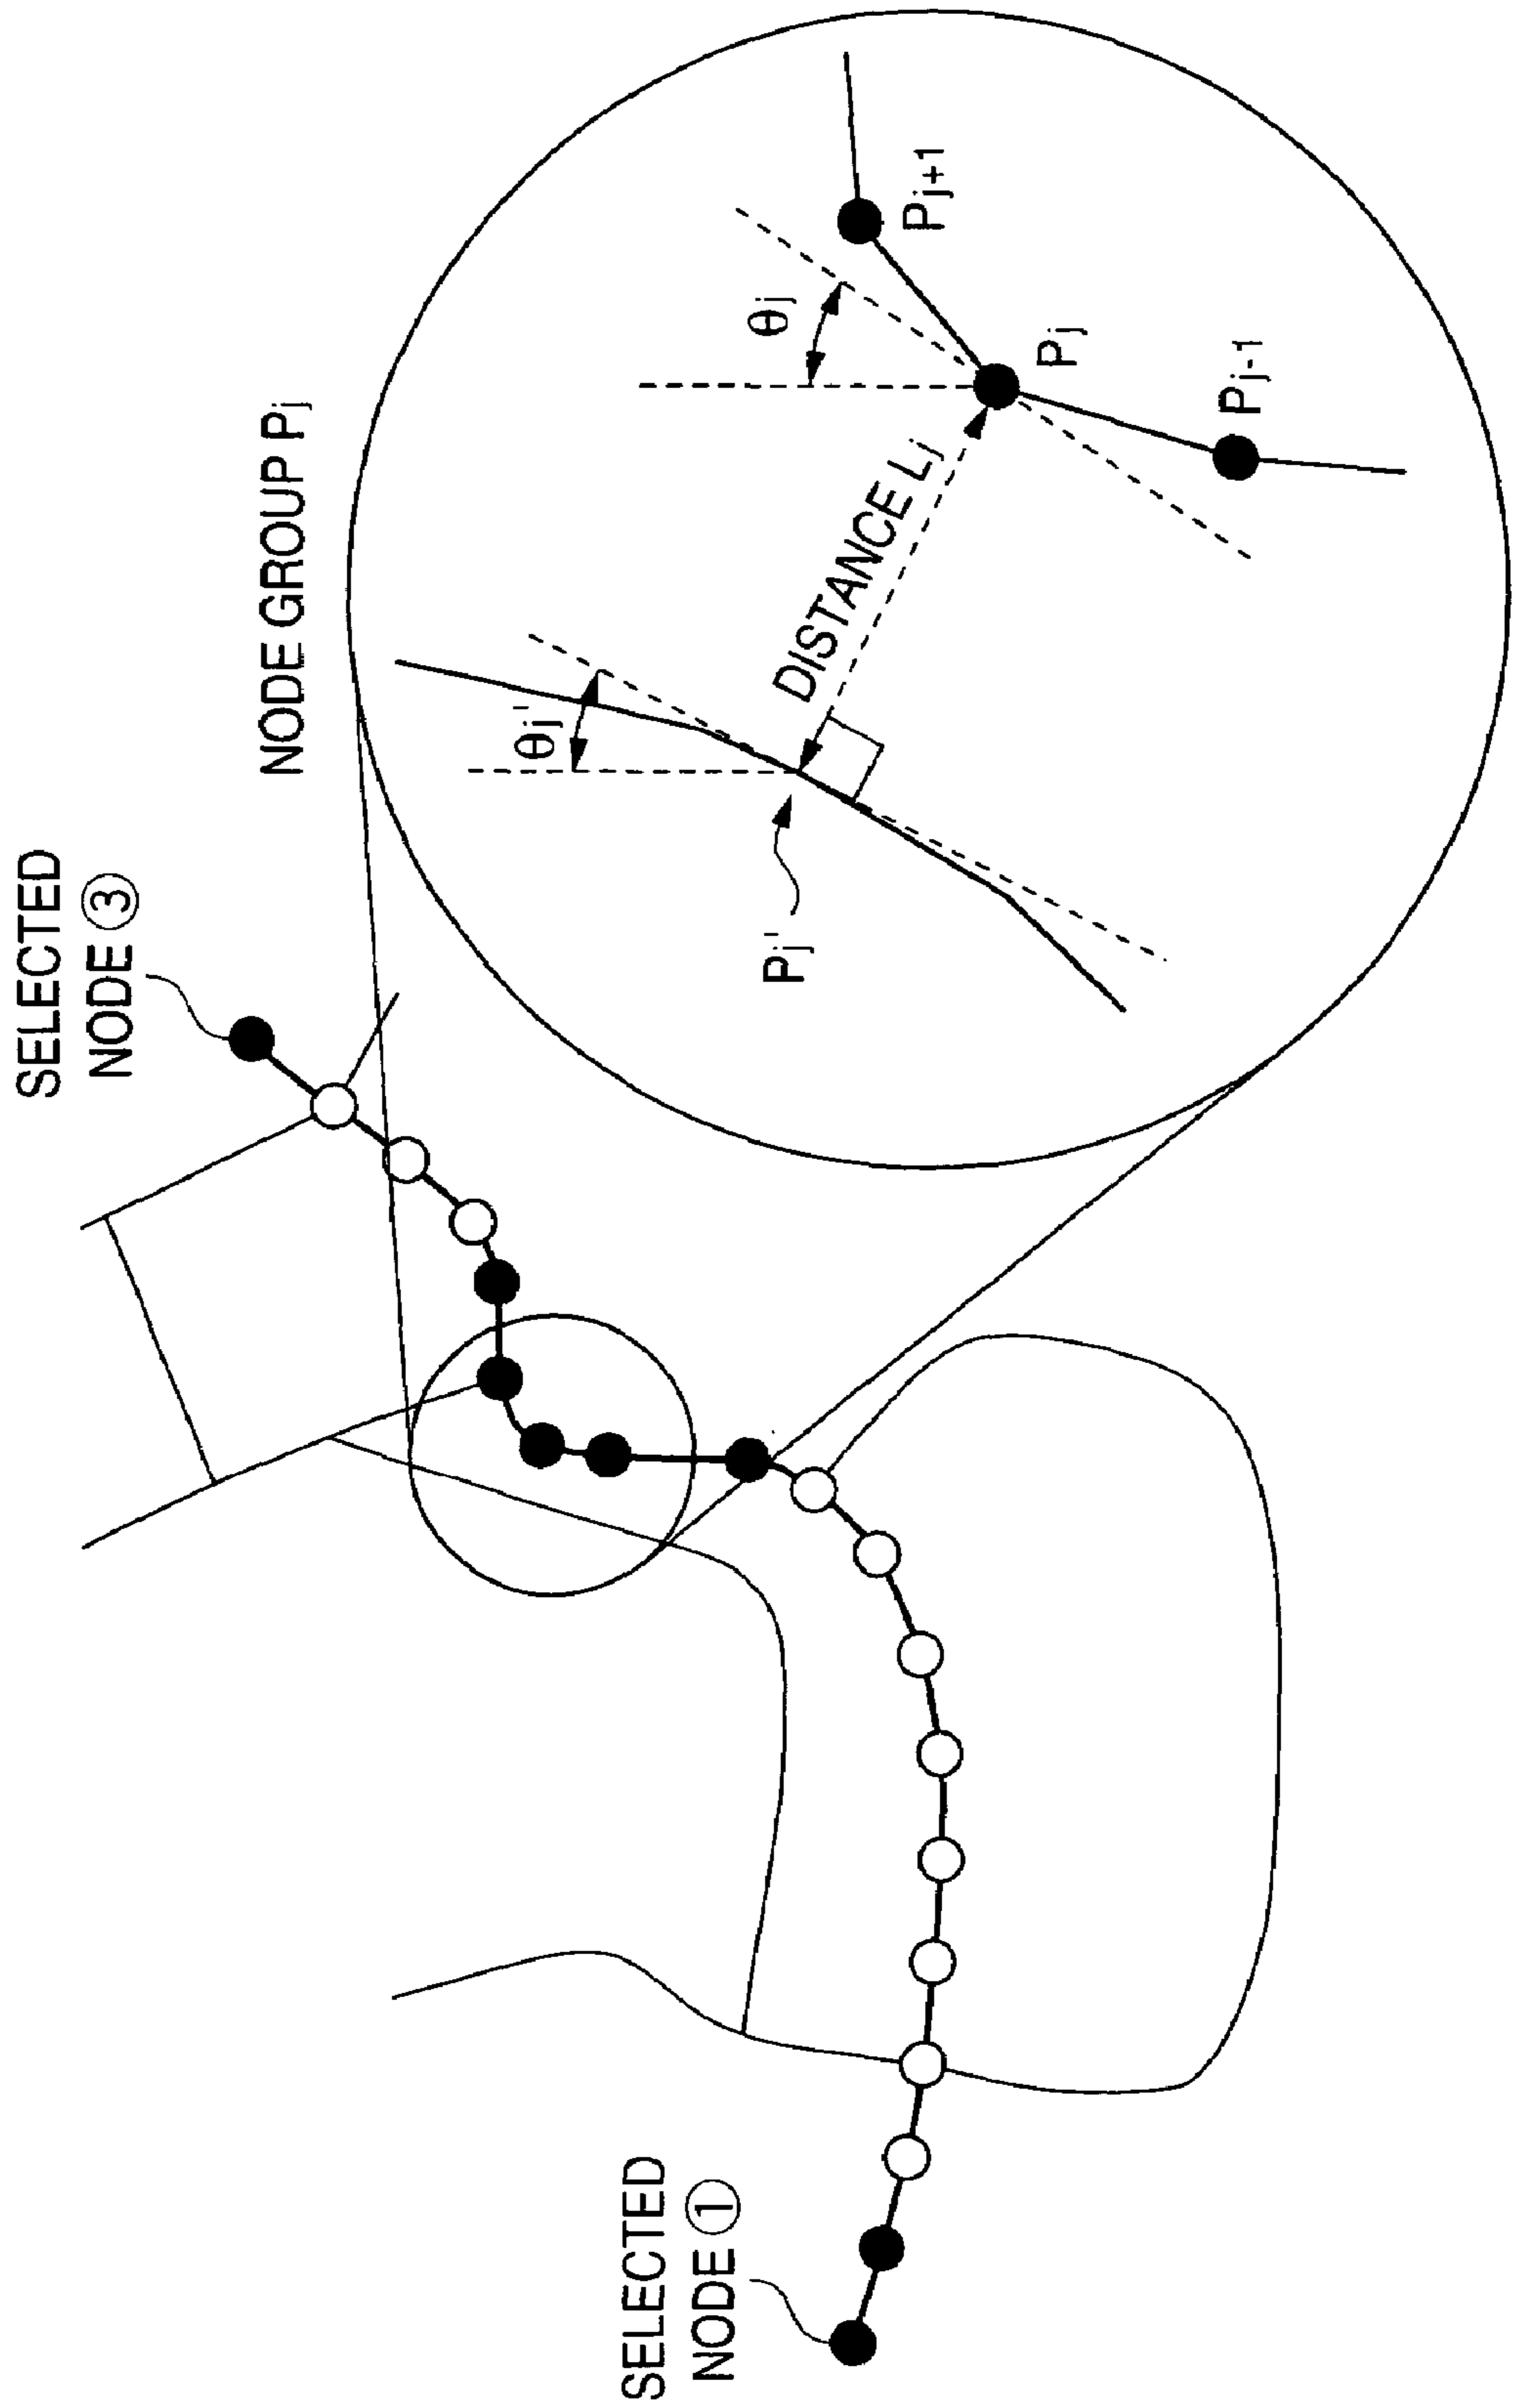 SELECTED
NODE ①
SELECTED
NODE ③
NODE GROUP Pj
Pj'
θj'
DISTANCE Lj
θj
Pj-1
Pj
Pj+1